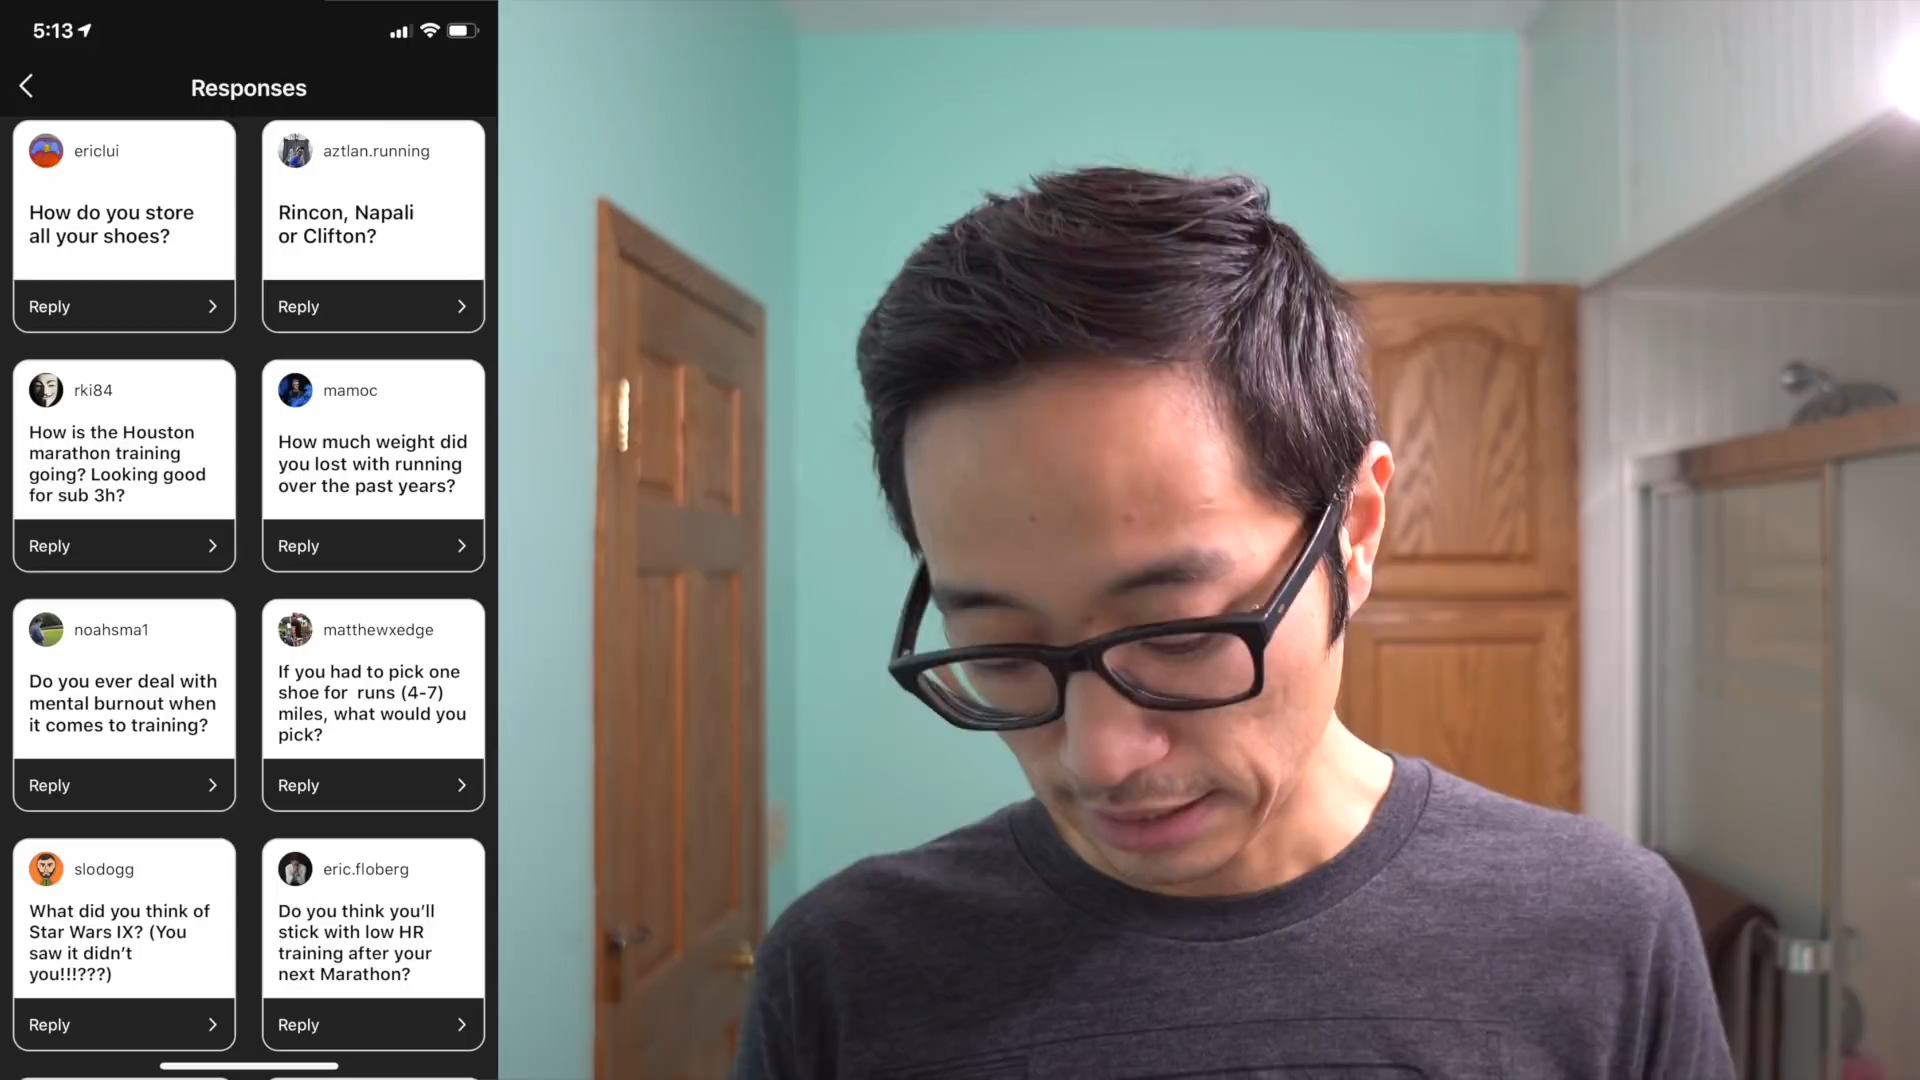 5:13
Responses
ericlui
How do you store
all your shoes?
Reply
aztlan.running
Rincon, Napali
or Clifton?
Reply
rki84
How is the Houston
marathon training
going? Looking good
for sub 3h?
Reply
mamoc
How much weight did
you lost with running
over the past years?
Reply
noahsma1
Do you ever deal with
mental burnout when
it comes to training?
Reply
matthewxedge
If you had to pick one
shoe for runs (4-7)
miles, what would you
pick?
Reply
slodogg
What did you think of
Star Wars IX? (You
saw it didn’t
you!!!???)
Reply
eric.floberg
Do you think you’ll
stick with low HR
training after your
next Marathon?
Reply